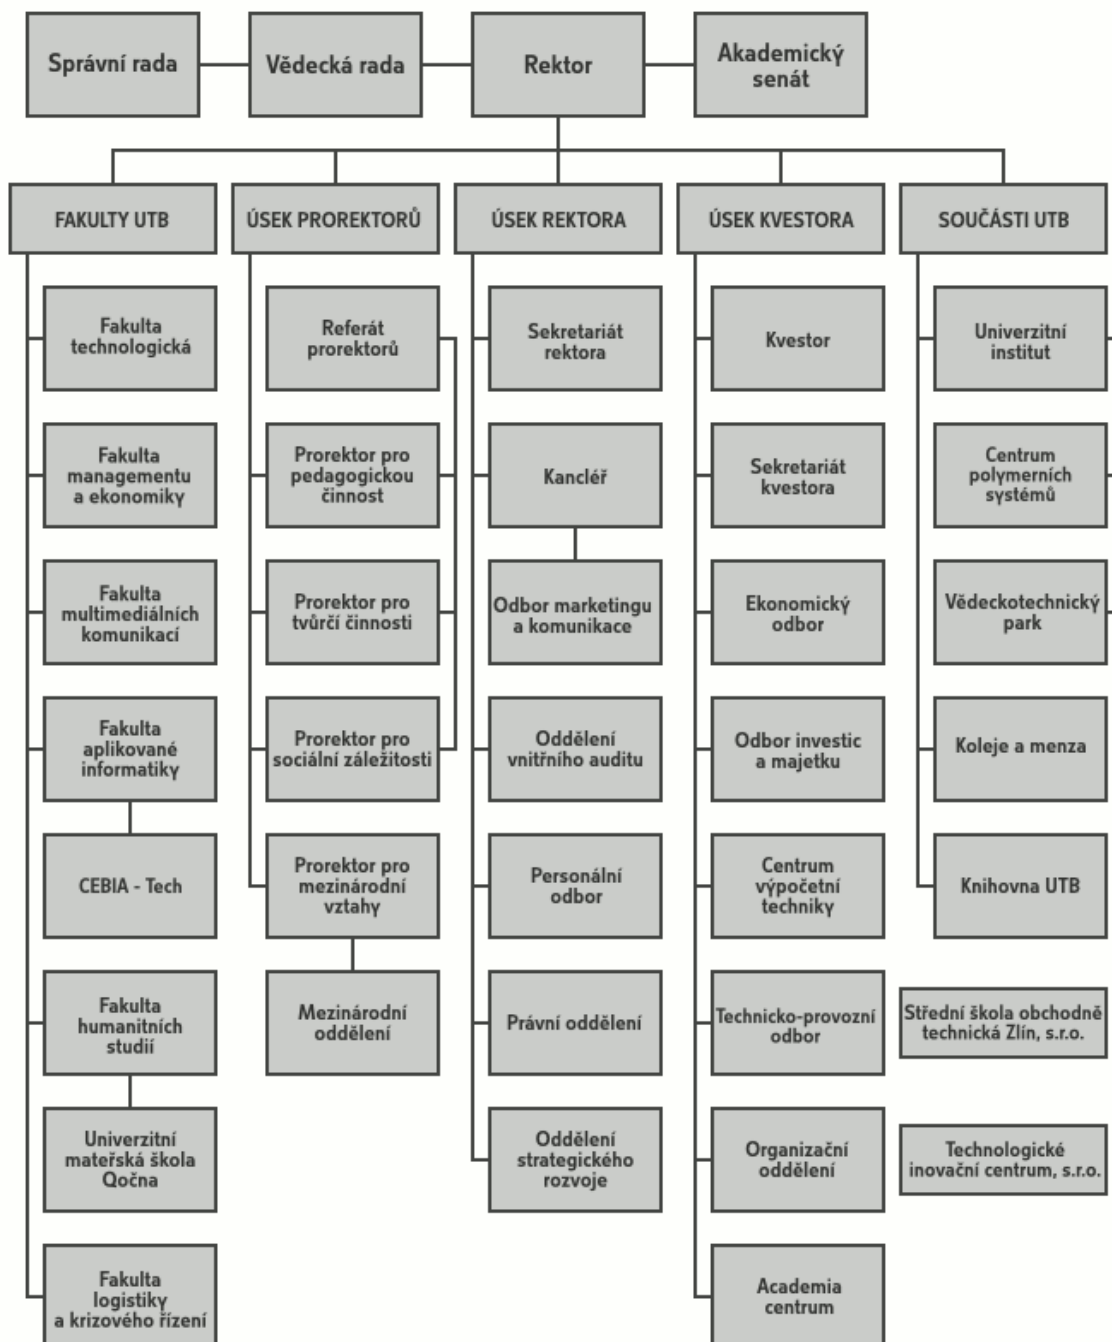 Správní rada
Vědecká rada
Rektor
Akademický
senát
FAKULTY UTB
Fakulta
technologická
Fakulta
managementu
a ekonomiky
Fakulta
multimediálních
komunikací
Fakulta
aplikované
informatiky
CEBIA - Tech
Fakulta
humanitních
studií
Univerzitní
mateřská škola
Qočna
Fakulta
logistiky
a krizového řízení
ÚSEK PROREKTORŮ
Referát
prorektorů
Prorektor pro
pedagogickou
činnost
Prorektor pro
tvůrčí činnosti
Prorektor pro
sociální záležitosti
Prorektor pro
mezinárodní
vztahy
Mezinárodní
oddělení
ÚSEK REKTORA
Sekretariát
rektora
Kancléř
Odbor marketingu
a komunikace
Oddělení
vnitřního auditu
Personální
odbor
Právní oddělení
Oddělení
strategického
rozvoje
ÚSEK KVESTORA
Kvestor
Sekretariát
kvestora
Ekonomický
odbor
Odbor investic
a majetku
Centrum
výpočetní
techniky
Technicko-provozní
odbor
Organizační
oddělení
Academia
centrum
SOUČÁSTI UTB
Univerzitní
institut
Centrum
polymerních
systémů
Vědeckotechnický
park
Koleje a menza
Knihovna UTB
Střední škola obchodně
technická Zlín, s.r.o.
Technologické
inovační centrum, s.r.o.